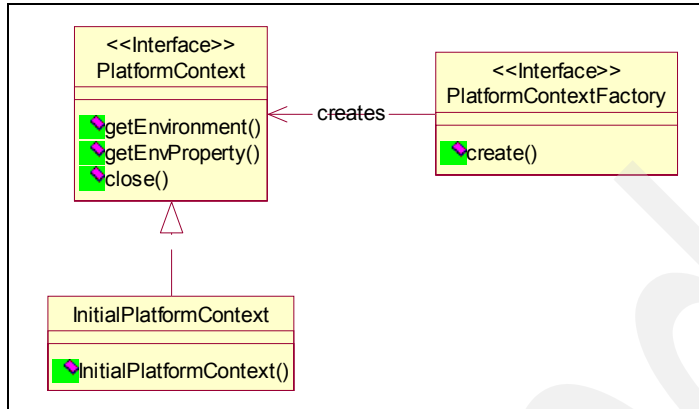 <<Interface>>
PlatformContext
getEnvironment()
getEnvProperty()
close()
creates
<<Interface>>
PlatformContextFactory
create()
InitialPlatformContext
InitialPlatformContext()